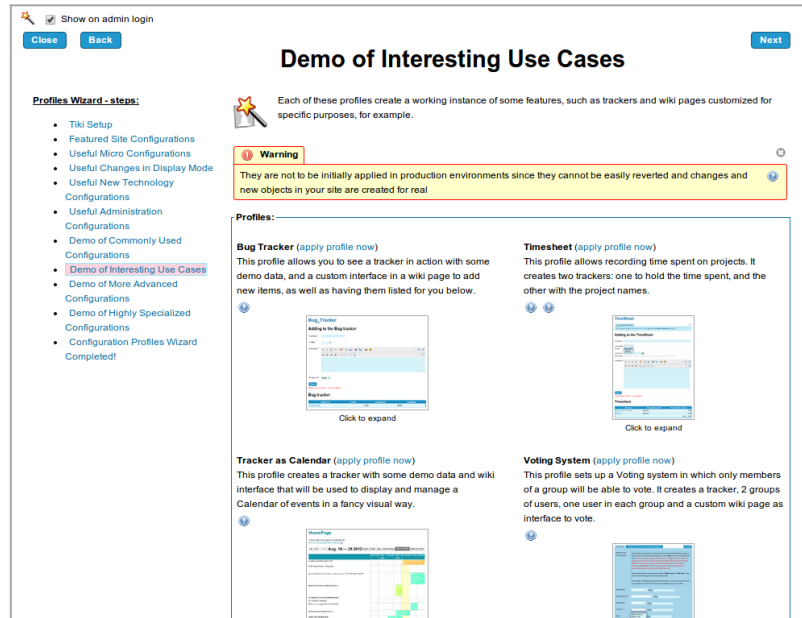 Show on admin login
Close
Back
Next
Demo of Interesting Use Cases
Profiles Wizard - steps:
Tiki Setup
Featured Site Configurations
Useful Micro Configurations
Useful Changes in Display Mode
Useful New Technology
Configurations
Useful Administration
Configurations
Demo of Commonly Used
Configurations
Demo of Interesting Use Cases
Demo of More Advanced
Configurations
Demo of Highly Specialized
Configurations
Configuration Profiles Wizard
Completed!
Each of these profiles create a working instance of some features, such as trackers and wiki pages customized for
specific purposes, for example.
Warning
They are not to be initially applied in production environments since they cannot be easily reverted and changes and
new objects in your site are created for real
Profiles:
Bug Tracker (apply profile now)
This profile allows you to see a tracker in action with some
demo data, and a custom interface in a wiki page to add
new items, as well as having them listed for you below.
Bug_Tracker
Adding to the Bug tracker
Bug tracker
Click to expand
Timesheet (apply profile now)
This profile allows recording time spent on projects. It
creates two trackers: one to hold the time spent, and the
other with the project names.
TimeSheet
Adding to the TimeSheet
Timesheet
Click to expand
Tracker as Calendar (apply profile now)
This profile creates a tracker with some demo data and wiki
interface that will be used to display and manage a
Calendar of events in a fancy visual way.
HomePage
Aug, 19 — 25 2012
Voting System (apply profile now)
This profile sets up a Voting system in which only members
of a group will be able to vote. It creates a tracker, 2 groups
of users, one user in each group and a custom wiki page as
interface to vote.